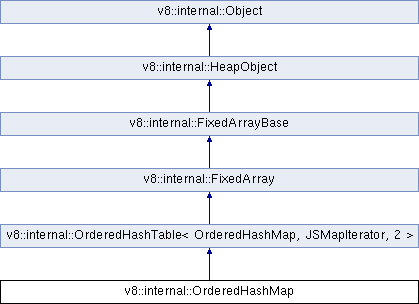 v8::internal::Object
v8::internal::HeapObject
v8::internal::FixedArrayBase
v8::internal::FixedArray
v8::internal::OrderedHashTable< OrderedHashMap, JSMapIterator, 2 >
v8::internal::OrderedHashMap